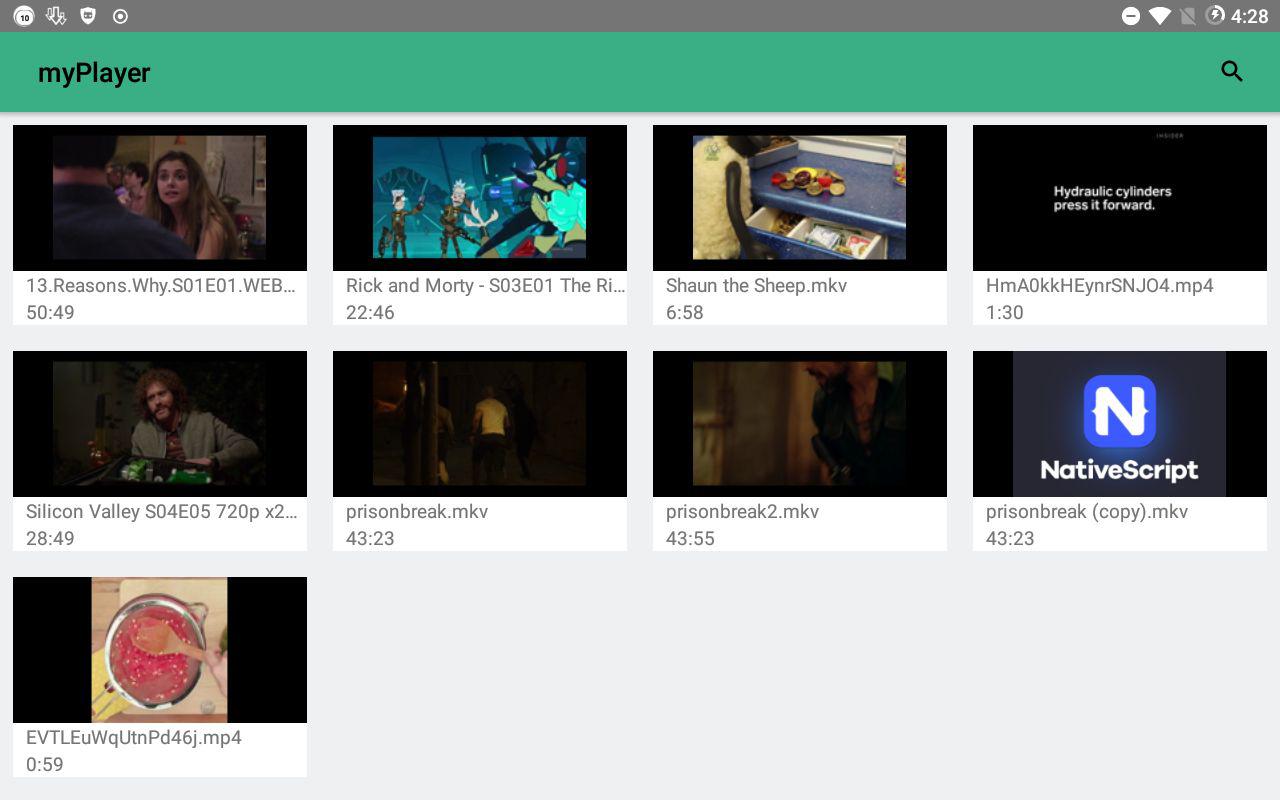 10
4:28
myPlayer
INSIDER
Hydraulic cylinders
press it forward.
13.Reasons.Why.S01E01.WEB...
50:49
Rick and Morty - S03E01 The Ri...
22:46
Shaun the Sheep.mkv
6:58
HmA0kkHEynrSNJO4.mp4
1:30
N
NativeScript
Silicon Valley S04E05 720p x2...
28:49
prisonbreak.mkv
43:23
prisonbreak2.mkv
43:55
prisonbreak (copy).mkv
43:23
EVTLEuWqUtnPd46j.mp4
0:59